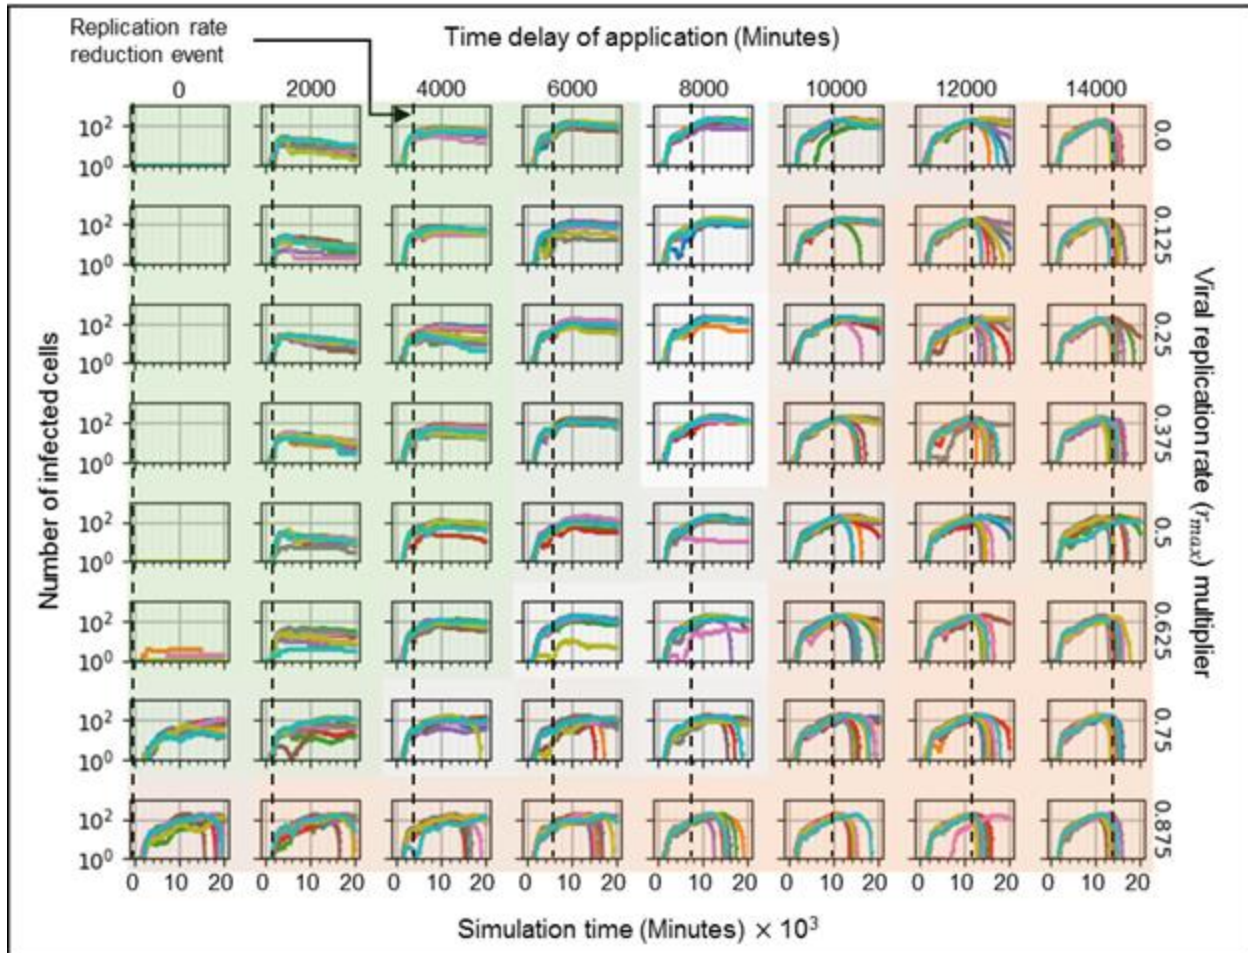 Replication rate
reduction event
Time delay of application (Minutes)
0 2000 4000 6000 8000 10000 12000 14000
10² 10⁰ 0.0
10² 10⁰ 0.125
10² 10⁰ 0.25
10² 10⁰ 0.375
10² 10⁰ 0.5
10² 10⁰ 0.625
10² 10⁰ 0.75
10² 10⁰ 0.875
0 10 20 0 10 20 0 10 20 0 10 20 0 10 20 0 10 20 0 10 20 0 10 20
Number of infected cells
Viral replication rate (r_max) multiplier
Simulation time (Minutes) × 10³